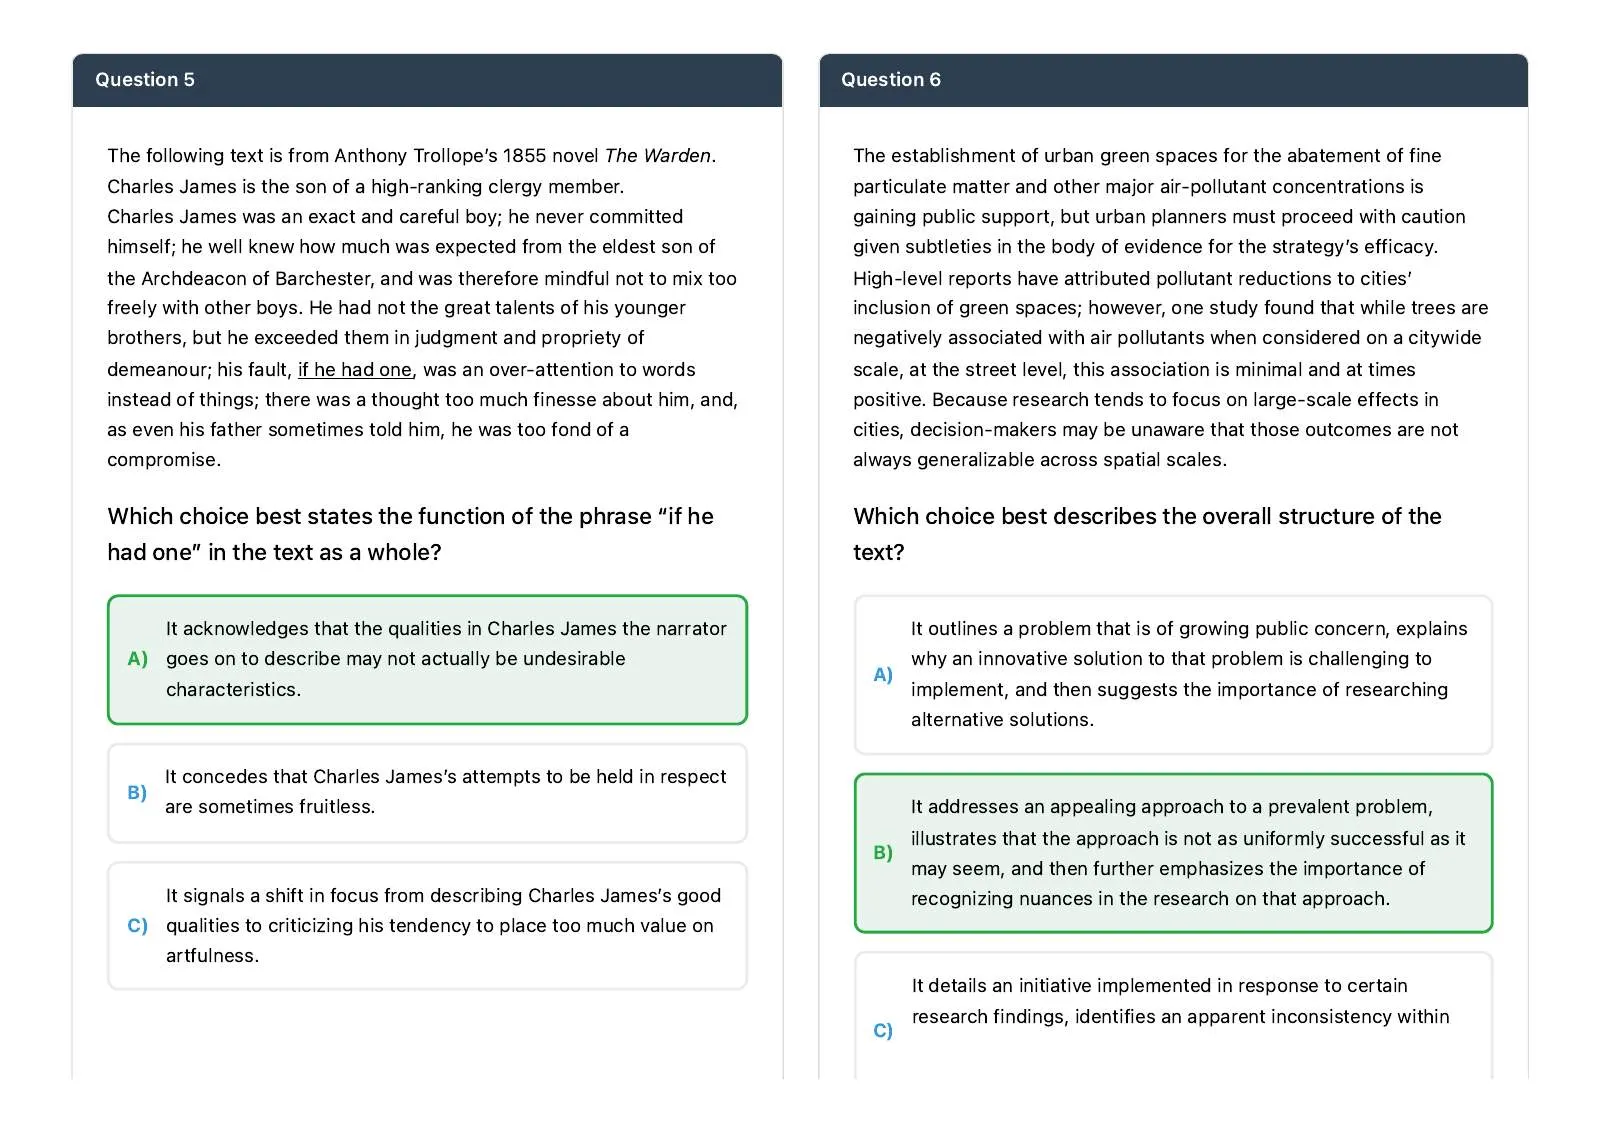 Question 5
The following text is from Anthony Trollope’s 1855 novel The Warden.
Charles James is the son of a high-ranking clergy member.
Charles James was an exact and careful boy; he never committed
himself; he well knew how much was expected from the eldest son of
the Archdeacon of Barchester, and was therefore mindful not to mix too
freely with other boys. He had not the great talents of his younger
brothers, but he exceeded them in judgment and propriety of
demeanour; his fault, if he had one, was an over-attention to words
instead of things; there was a thought too much finesse about him, and,
as even his father sometimes told him, he was too fond of a
compromise.
Which choice best states the function of the phrase “if he
had one” in the text as a whole?
A) It acknowledges that the qualities in Charles James the narrator
goes on to describe may not actually be undesirable
characteristics.
B) It concedes that Charles James’s attempts to be held in respect
are sometimes fruitless.
C) It signals a shift in focus from describing Charles James’s good
qualities to criticizing his tendency to place too much value on
artfulness.
Question 6
The establishment of urban green spaces for the abatement of fine
particulate matter and other major air-pollutant concentrations is
gaining public support, but urban planners must proceed with caution
given subtleties in the body of evidence for the strategy’s efficacy.
High-level reports have attributed pollutant reductions to cities’
inclusion of green spaces; however, one study found that while trees are
negatively associated with air pollutants when considered on a citywide
scale, at the street level, this association is minimal and at times
positive. Because research tends to focus on large-scale effects in
cities, decision-makers may be unaware that those outcomes are not
always generalizable across spatial scales.
Which choice best describes the overall structure of the
text?
A) It outlines a problem that is of growing public concern, explains
why an innovative solution to that problem is challenging to
implement, and then suggests the importance of researching
alternative solutions.
B) It addresses an appealing approach to a prevalent problem,
illustrates that the approach is not as uniformly successful as it
may seem, and then further emphasizes the importance of
recognizing nuances in the research on that approach.
C) It details an initiative implemented in response to certain
research findings, identifies an apparent inconsistency within